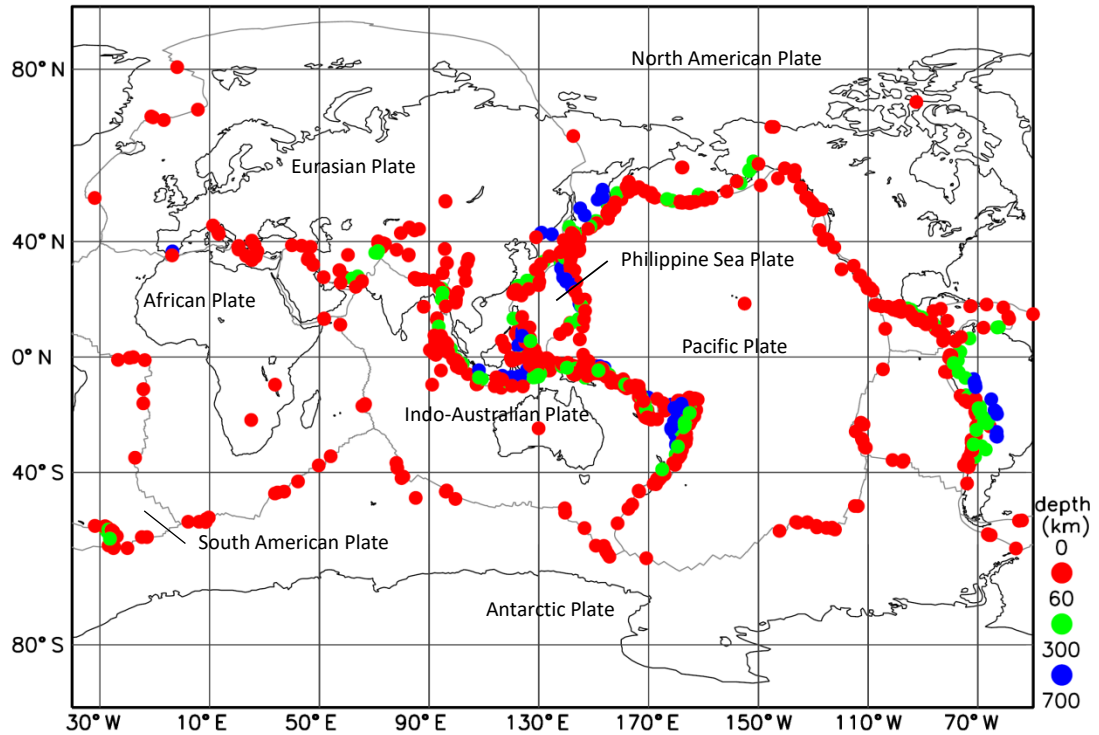 North American Plate
80° N
Eurasian Plate
40° N
Philippine Sea Plate
African Plate
Pacific Plate
0° N
Indo-Australian Plate
40° S
depth
(km)
South American Plate
0
60
Antarctic Plate
300
80° S
700
30°W 10°E 50°E 90°E 130°E 170°E 150°W 110°W 70°W